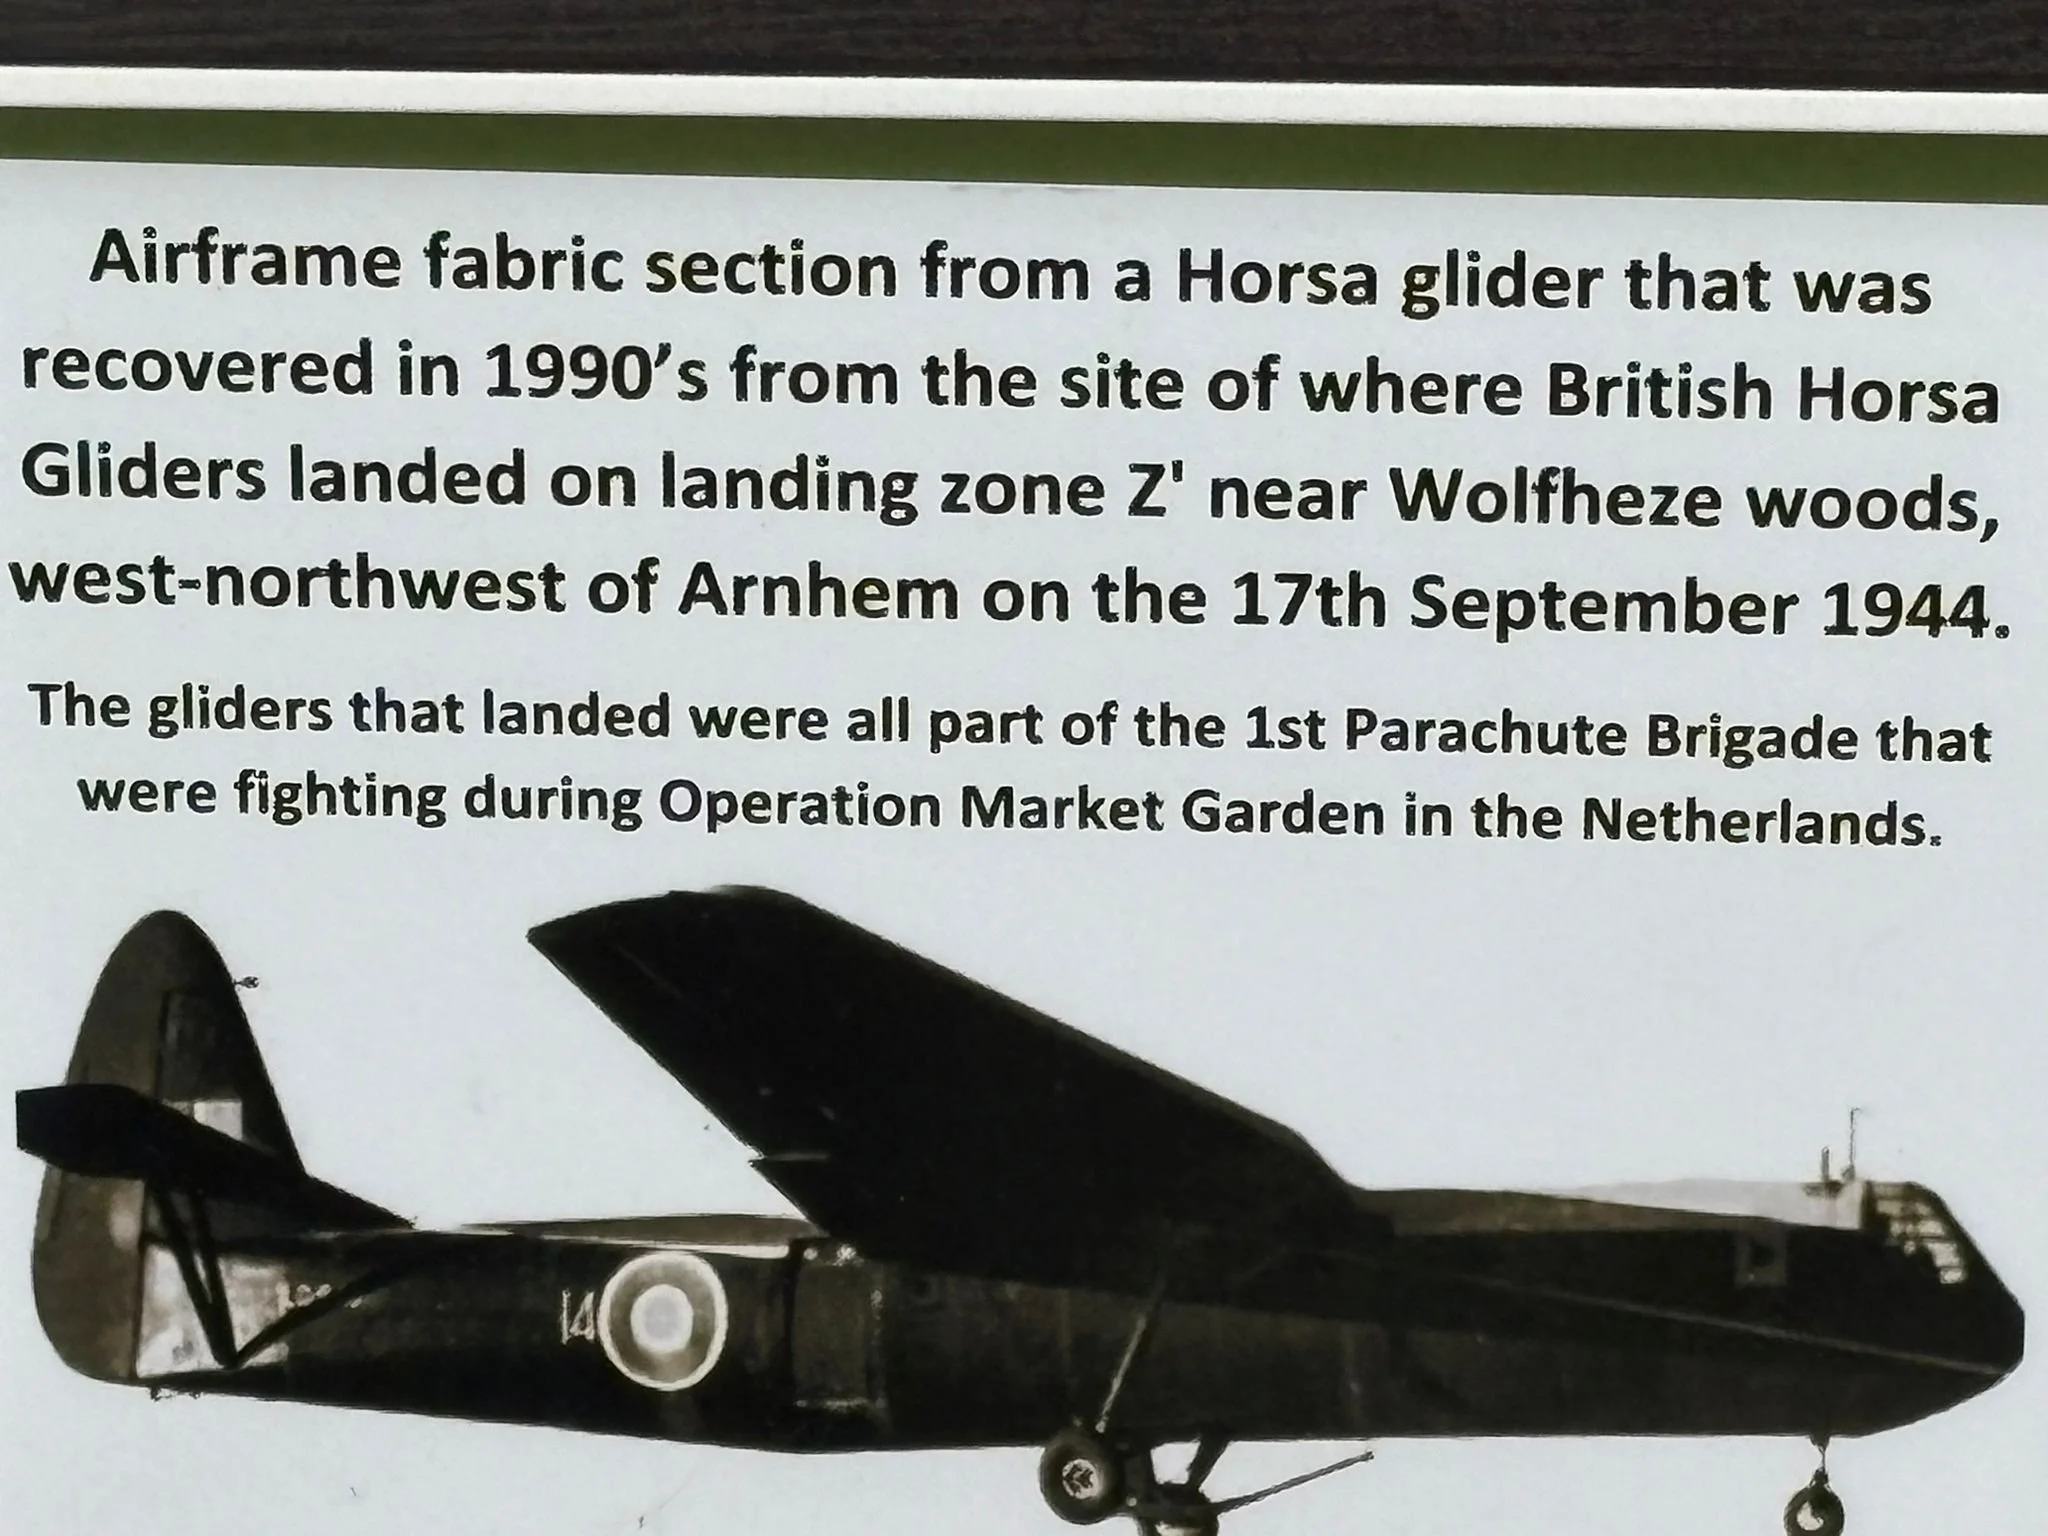 Airframe fabric section from a Horsa glider that was
recovered in 1990's from the site of where British Horsa
Gliders landed on landing zone Z' near Wolfheze woods,
west-northwest of Arnhem on the 17th September 1944.
The gliders that landed were all part of the 1st Parachute Brigade that
were fighting during Operation Market Garden in the Netherlands.
14